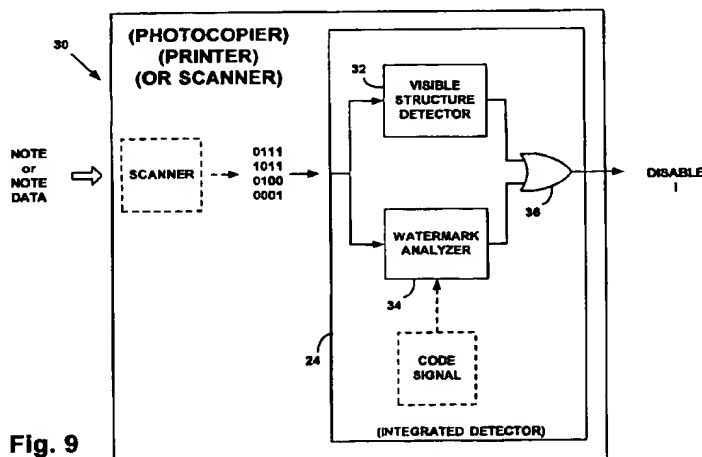 30
(PHOTOCOPIER)
(PRINTER)
(OR SCANNER)
32
VISIBLE
STRUCTURE
DETECTOR
NOTE
or
NOTE
DATA
SCANNER
0111
1011
0100
0001
36
DISABLE
!
WATERMARK
ANALYZER
34
24
CODE
SIGNAL
(INTEGRATED DETECTOR)
Fig. 9